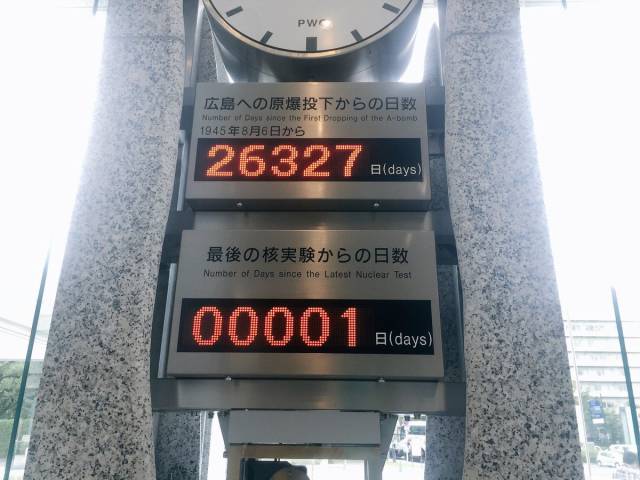 PWC
広島への原爆投下からの日数
Number of Days since the First Dropping of the A-bomb
1945年8月6日から
26327 日(days)
最後の核実験からの日数
Number of Days since the Latest Nuclear Test
00001 日(days)